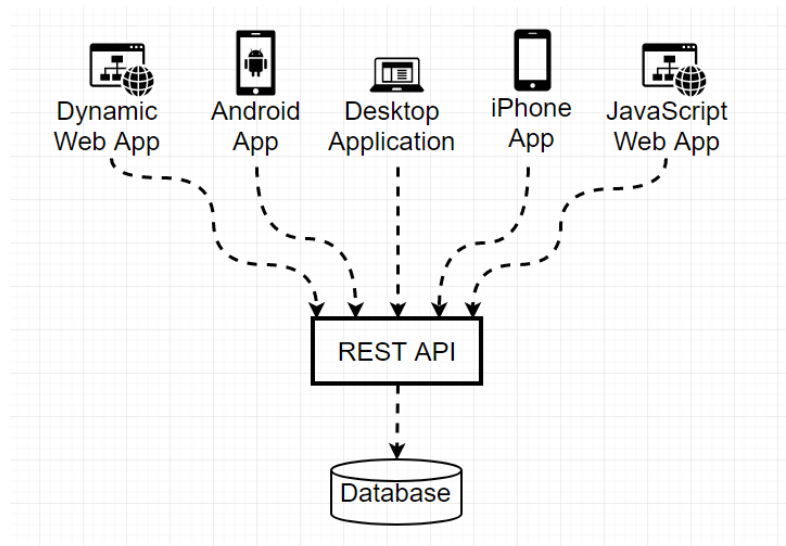 Dynamic
Web App
Android
App
Desktop
Application
iPhone
App
JavaScript
Web App
REST API
Database